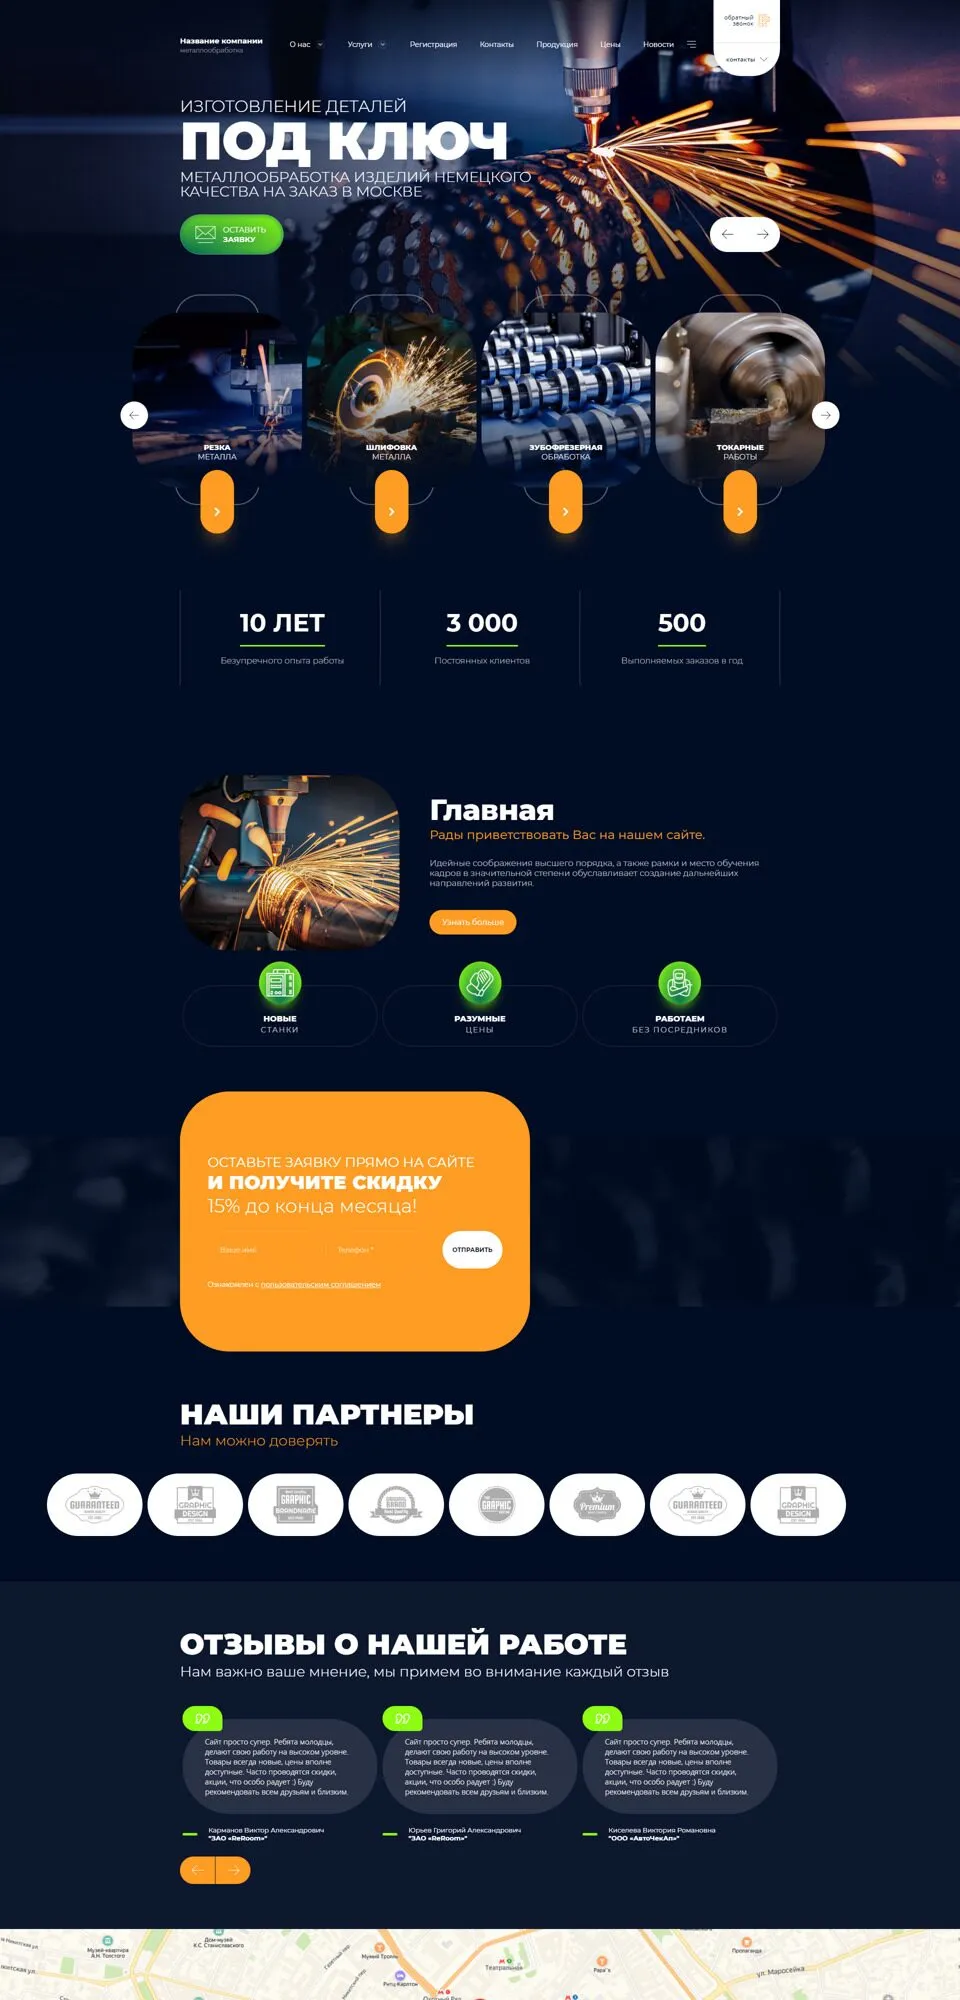 Название компании
металлообработка
О нас
Услуги
Регистрация
Контакты
Продукция
Цены
Новости
обратный
звонок
контакты
ИЗГОТОВЛЕНИЕ ДЕТАЛЕЙ
ПОД КЛЮЧ
МЕТАЛЛООБРАБОТКА ИЗДЕЛИЙ НЕМЕЦКОГО
КАЧЕСТВА НА ЗАКАЗ В МОСКВЕ
ОСТАВИТЬ
ЗАЯВКУ
РЕЗКА
МЕТАЛЛА
ШЛИФОВКА
МЕТАЛЛА
ЗУБОФРЕЗЕРНАЯ
ОБРАБОТКА
ТОКАРНЫЕ
РАБОТЫ
10 ЛЕТ
Безупречного опыта работы
3 000
Постоянных клиентов
500
Выполняемых заказов в год
Главная
Рады приветствовать Вас на нашем сайте.
Идейные соображения высшего порядка, а также рамки и место обучения
кадров в значительной степени обуславливает создание дальнейших
направлений развития.
Узнать больше
НОВЫЕ
СТАНКИ
РАЗУМНЫЕ
ЦЕНЫ
РАБОТАЕМ
БЕЗ ПОСРЕДНИКОВ
ОСТАВЬТЕ ЗАЯВКУ ПРЯМО НА САЙТЕ
И ПОЛУЧИТЕ СКИДКУ
15% до конца месяца!
Ваше имя
Телефон *
ОТПРАВИТЬ
Ознакомлен с пользовательским соглашением
НАШИ ПАРТНЕРЫ
Нам можно доверять
GUARANTEED
GRAPHIC
DESIGN
GRAPHIC
BRANDNAME
BRAND
GRAPHIC
Premium
GUARANTEED
GRAPHIC
DESIGN
ОТЗЫВЫ О НАШЕЙ РАБОТЕ
Нам важно ваше мнение, мы примем во внимание каждый отзыв
Сайт просто супер. Ребята молодцы,
делают свою работу на высоком уровне.
Товары всегда новые, цены вполне
доступные. Часто проводятся скидки,
акции, что особо радует :) Буду
рекомендовать всем друзьям и близким.
Карманов Виктор Александрович
"ЗАО «ReRoom»"
Сайт просто супер. Ребята молодцы,
делают свою работу на высоком уровне.
Товары всегда новые, цены вполне
доступные. Часто проводятся скидки,
акции, что особо радует :) Буду
рекомендовать всем друзьям и близким.
Юрьев Григорий Александрович
"ЗАО «ReRoom»"
Сайт просто супер. Ребята молодцы,
делают свою работу на высоком уровне.
Товары всегда новые, цены вполне
доступные. Часто проводятся скидки,
акции, что особо радует :) Буду
рекомендовать всем друзьям и близким.
Киселева Виктория Романовна
"ООО «АвтоЧекАп»"
Музей-квартира
А.Н. Толстого
Дом-музей
К.С. Станиславского
Мумий Тролль
Ритц-Карлтон
Театральная
Papa's
Пропаганда
ул. Маросейка